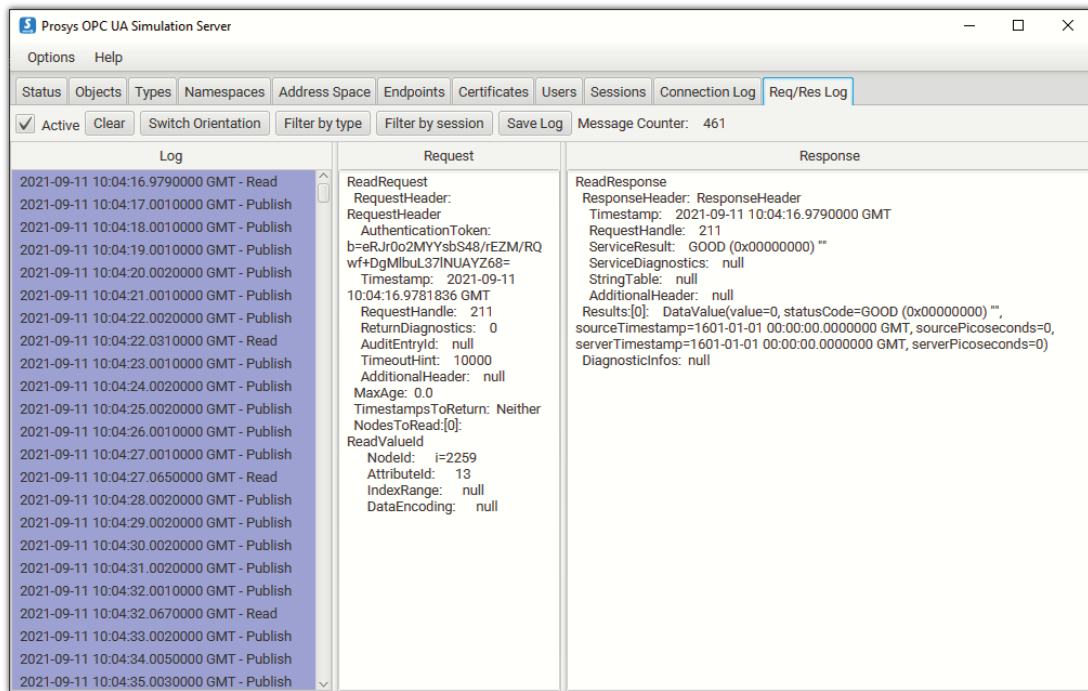 Prosys OPC UA Simulation Server
Options Help
Status Objects Types Namespaces Address Space Endpoints Certificates Users Sessions Connection Log Req/Res Log
Active Clear Switch Orientation Filter by type Filter by session Save Log Message Counter: 461
Log
2021-09-11 10:04:16.9790000 GMT - Read
2021-09-11 10:04:17.0010000 GMT - Publish
2021-09-11 10:04:18.0010000 GMT - Publish
2021-09-11 10:04:19.0010000 GMT - Publish
2021-09-11 10:04:20.0020000 GMT - Publish
2021-09-11 10:04:21.0010000 GMT - Publish
2021-09-11 10:04:22.0020000 GMT - Publish
2021-09-11 10:04:22.0310000 GMT - Read
2021-09-11 10:04:23.0010000 GMT - Publish
2021-09-11 10:04:24.0020000 GMT - Publish
2021-09-11 10:04:25.0020000 GMT - Publish
2021-09-11 10:04:26.0010000 GMT - Publish
2021-09-11 10:04:27.0010000 GMT - Publish
2021-09-11 10:04:27.0650000 GMT - Read
2021-09-11 10:04:28.0020000 GMT - Publish
2021-09-11 10:04:29.0020000 GMT - Publish
2021-09-11 10:04:30.0020000 GMT - Publish
2021-09-11 10:04:31.0020000 GMT - Publish
2021-09-11 10:04:32.0010000 GMT - Publish
2021-09-11 10:04:32.0670000 GMT - Read
2021-09-11 10:04:33.0020000 GMT - Publish
2021-09-11 10:04:34.0050000 GMT - Publish
2021-09-11 10:04:35.0030000 GMT - Publish
Request
ReadRequest
RequestHeader:
RequestHeader
AuthenticationToken:
b=eRJr0o2MYYsbS48/rEZM/RQ
wf+DgMlbuL37lNUAYZ68=
Timestamp: 2021-09-11
10:04:16.9781836 GMT
RequestHandle: 211
ReturnDiagnostics: 0
AuditEntryId: null
TimeoutHint: 10000
AdditionalHeader: null
MaxAge: 0.0
TimestampsToReturn: Neither
NodesToRead:[0]:
ReadValueId
NodeId: i=2259
AttributeId: 13
IndexRange: null
DataEncoding: null
Response
ReadResponse
ResponseHeader: ResponseHeader
Timestamp: 2021-09-11 10:04:16.9790000 GMT
RequestHandle: 211
ServiceResult: GOOD (0x00000000) ""
ServiceDiagnostics: null
StringTable: null
AdditionalHeader: null
Results:[0]: DataValue(value=0, statusCode=GOOD (0x00000000) "",
sourceTimestamp=1601-01-01 00:00:00.0000000 GMT, sourcePicoseconds=0,
serverTimestamp=1601-01-01 00:00:00.0000000 GMT, serverPicoseconds=0)
DiagnosticInfos: null